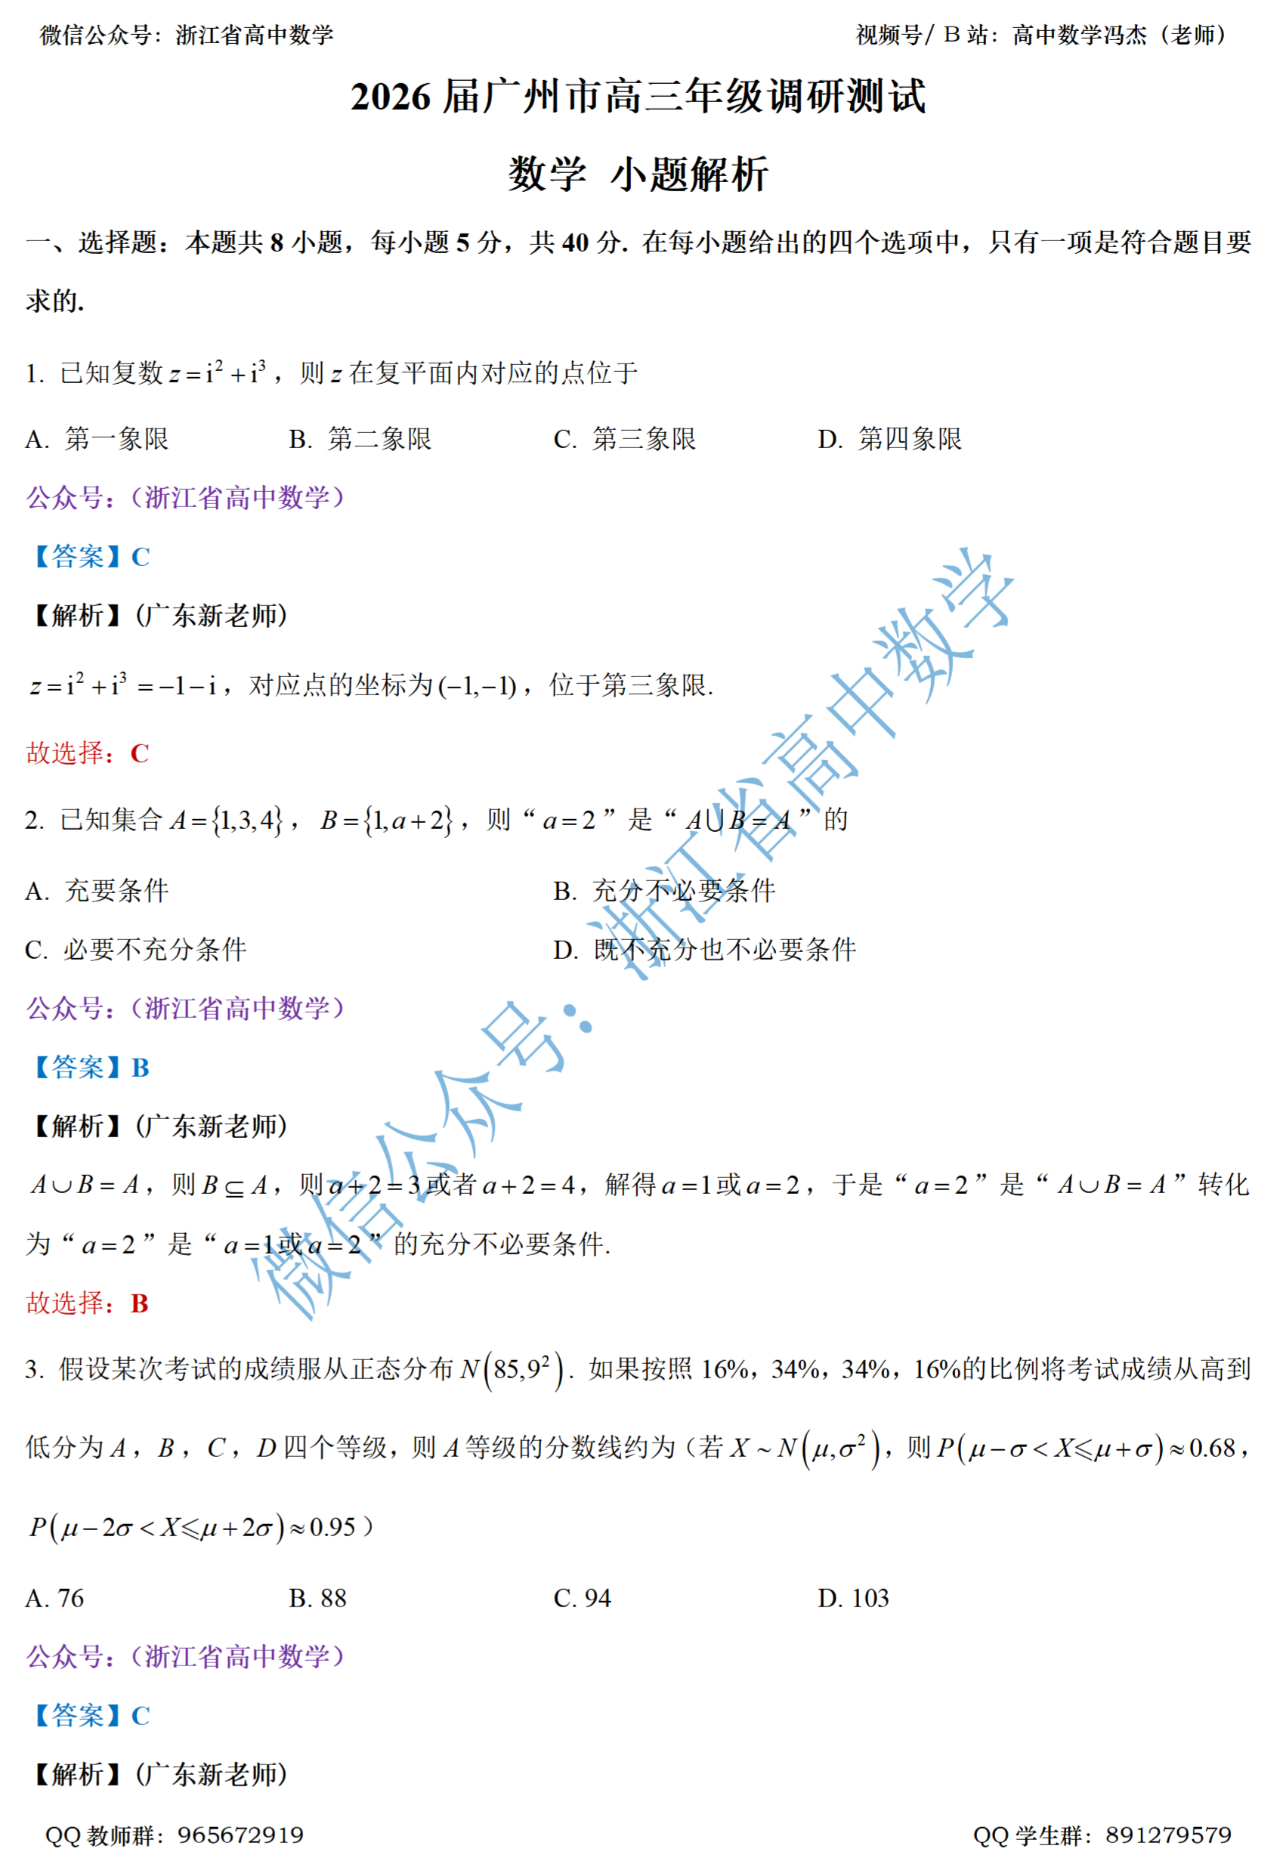 微信公众号：浙江省高中数学 视频号/ B 站：高中数学冯杰（老师）
2026 届广州市高三年级调研测试
数学 小题解析
一、选择题：本题共 8 小题，每小题 5 分，共 40 分. 在每小题给出的四个选项中，只有一项是符合题目要
求的.
1. 已知复数 z=i²+i³，则 z 在复平面内对应的点位于
A. 第一象限 B. 第二象限 C. 第三象限 D. 第四象限
公众号：（浙江省高中数学）
【答案】C
【解析】(广东新老师)
z=i²+i³=−1−i，对应点的坐标为(−1,−1)，位于第三象限.
故选择：C
2. 已知集合 A={1,3,4}，B={1,a+2}，则“a=2”是“A⋃B=A”的
A. 充要条件 B. 充分不必要条件
C. 必要不充分条件 D. 既不充分也不必要条件
公众号：（浙江省高中数学）
【答案】B
【解析】(广东新老师)
A∪B=A，则 B⊆A，则 a+2=3 或者 a+2=4，解得 a=1 或 a=2，于是“a=2”是“A∪B=A”转化
为“a=2”是“a=1或a=2”的充分不必要条件.
故选择：B
3. 假设某次考试的成绩服从正态分布 N(85,9²). 如果按照 16%，34%，34%，16%的比例将考试成绩从高到
低分为 A，B，C，D 四个等级，则 A 等级的分数线约为（若 X~N(μ,σ²)，则 P(μ−σ<X⩽μ+σ)≈0.68，
P(μ−2σ<X⩽μ+2σ)≈0.95）
A. 76 B. 88 C. 94 D. 103
公众号：（浙江省高中数学）
【答案】C
【解析】(广东新老师)
QQ 教师群：965672919 QQ 学生群：891279579
微信公众号：浙江省高中数学